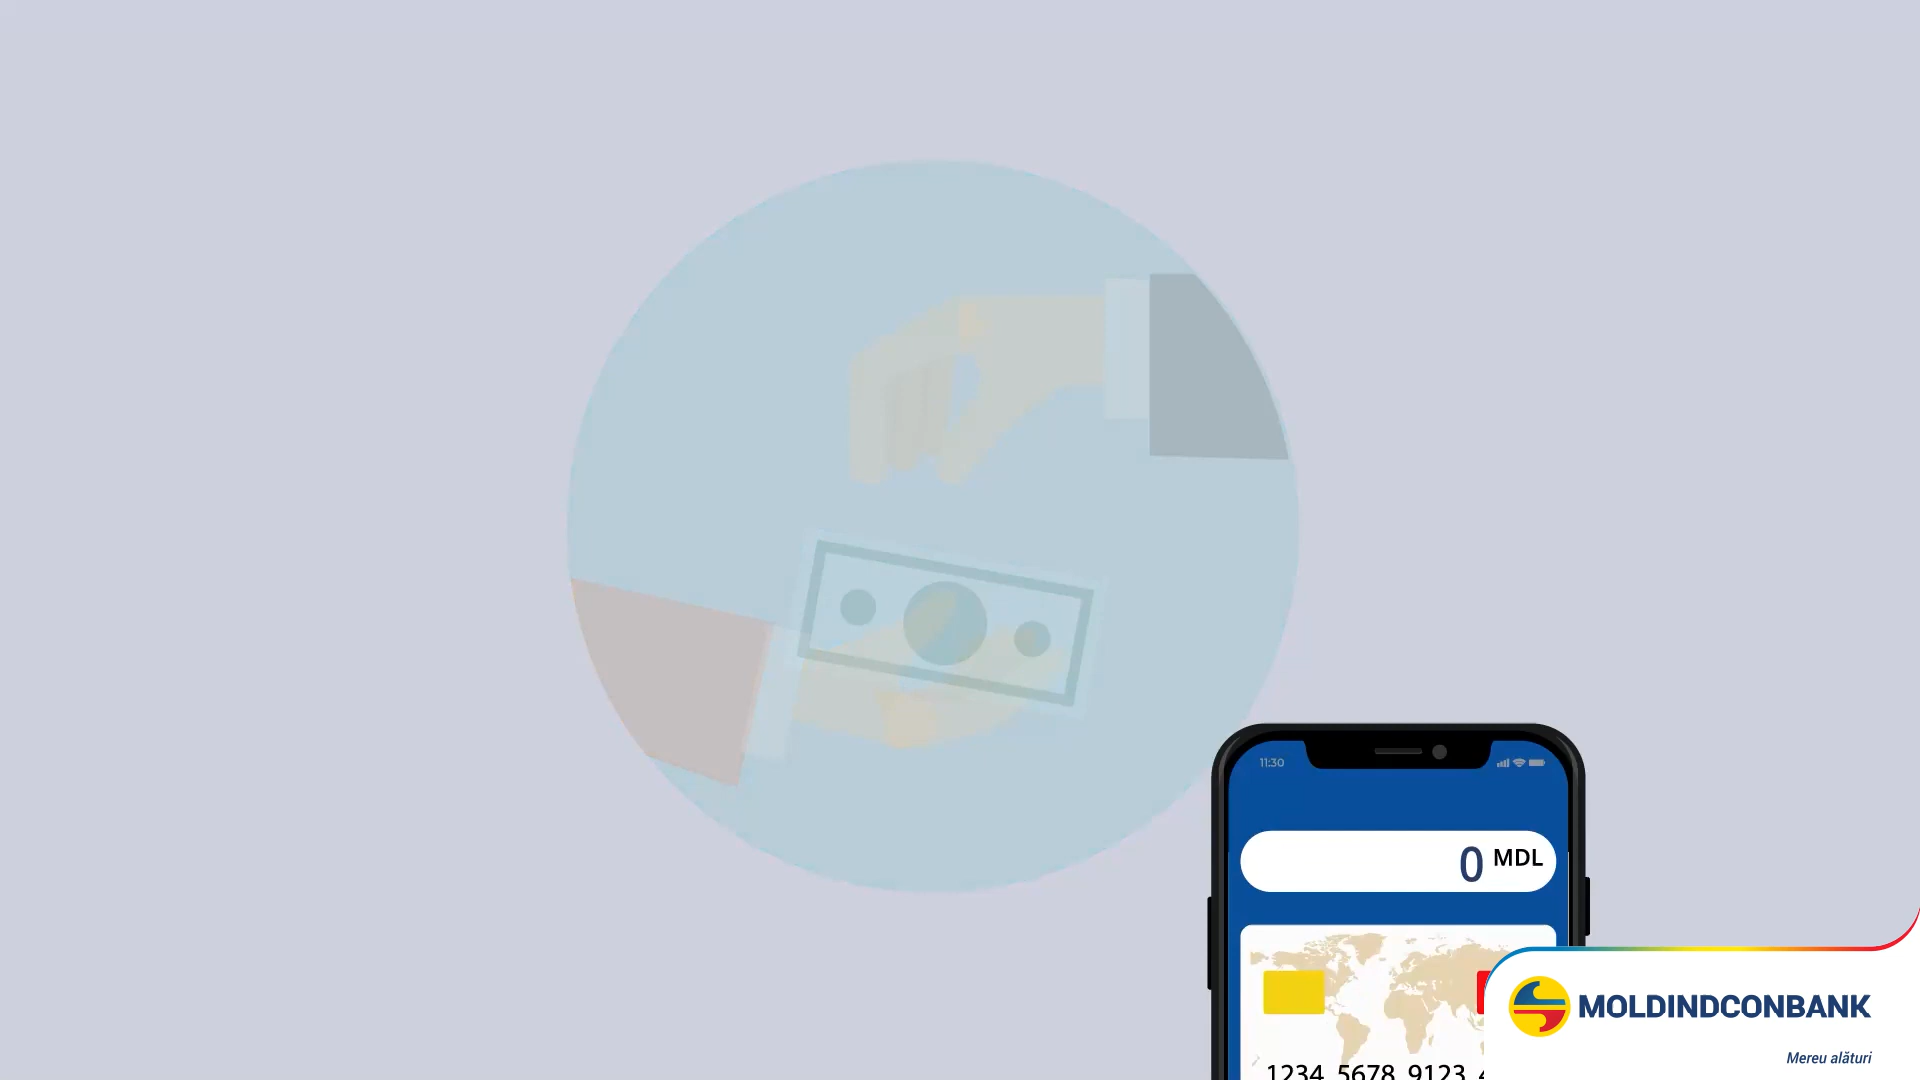 11:30
0 MDL
1234 5678 9123
MOLDINDCONBANK
Mereu alături